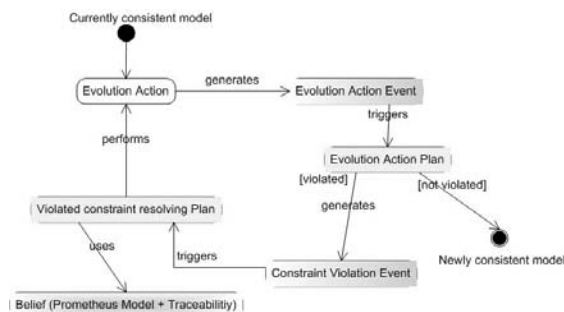 Currently consistent model
generates
Evolution Action
Evolution Action Event
triggers
performs
Evolution Action Plan
[violated]
[not violated]
generates
Violated constraint resolving Plan
uses
triggers
Constraint Violation Event
Newly consistent model
Belief (Prometheus Model + Traceabilitiy)